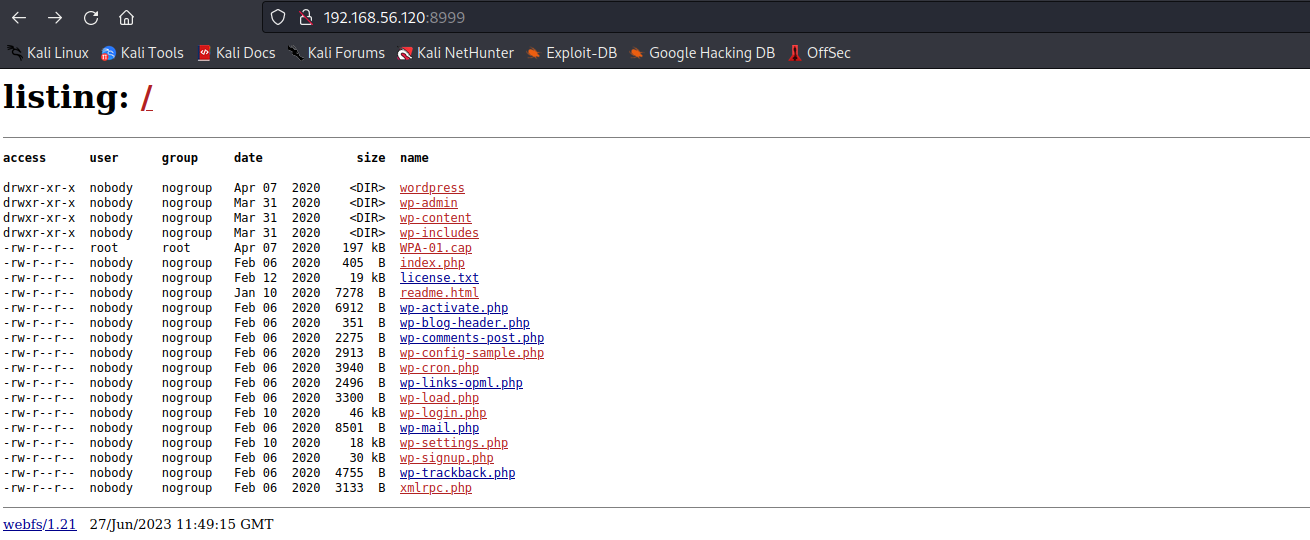 192.168.56.120:8999
Kali Linux Kali Tools Kali Docs Kali Forums Kali NetHunter Exploit-DB Google Hacking DB OffSec
listing: /
access user group date size name
drwxr-xr-x nobody nogroup Apr 07 2020 <DIR> wordpress
drwxr-xr-x nobody nogroup Mar 31 2020 <DIR> wp-admin
drwxr-xr-x nobody nogroup Mar 31 2020 <DIR> wp-content
drwxr-xr-x nobody nogroup Mar 31 2020 <DIR> wp-includes
-rw-r--r-- root root Apr 07 2020 197 kB WPA-01.cap
-rw-r--r-- nobody nogroup Feb 06 2020 405 B index.php
-rw-r--r-- nobody nogroup Feb 12 2020 19 kB license.txt
-rw-r--r-- nobody nogroup Jan 10 2020 7278 B readme.html
-rw-r--r-- nobody nogroup Feb 06 2020 6912 B wp-activate.php
-rw-r--r-- nobody nogroup Feb 06 2020 351 B wp-blog-header.php
-rw-r--r-- nobody nogroup Feb 06 2020 2275 B wp-comments-post.php
-rw-r--r-- nobody nogroup Feb 06 2020 2913 B wp-config-sample.php
-rw-r--r-- nobody nogroup Feb 06 2020 3940 B wp-cron.php
-rw-r--r-- nobody nogroup Feb 06 2020 2496 B wp-links-opml.php
-rw-r--r-- nobody nogroup Feb 06 2020 3300 B wp-load.php
-rw-r--r-- nobody nogroup Feb 10 2020 46 kB wp-login.php
-rw-r--r-- nobody nogroup Feb 06 2020 8501 B wp-mail.php
-rw-r--r-- nobody nogroup Feb 10 2020 18 kB wp-settings.php
-rw-r--r-- nobody nogroup Feb 06 2020 30 kB wp-signup.php
-rw-r--r-- nobody nogroup Feb 06 2020 4755 B wp-trackback.php
-rw-r--r-- nobody nogroup Feb 06 2020 3133 B xmlrpc.php
webfs/1.21 27/Jun/2023 11:49:15 GMT